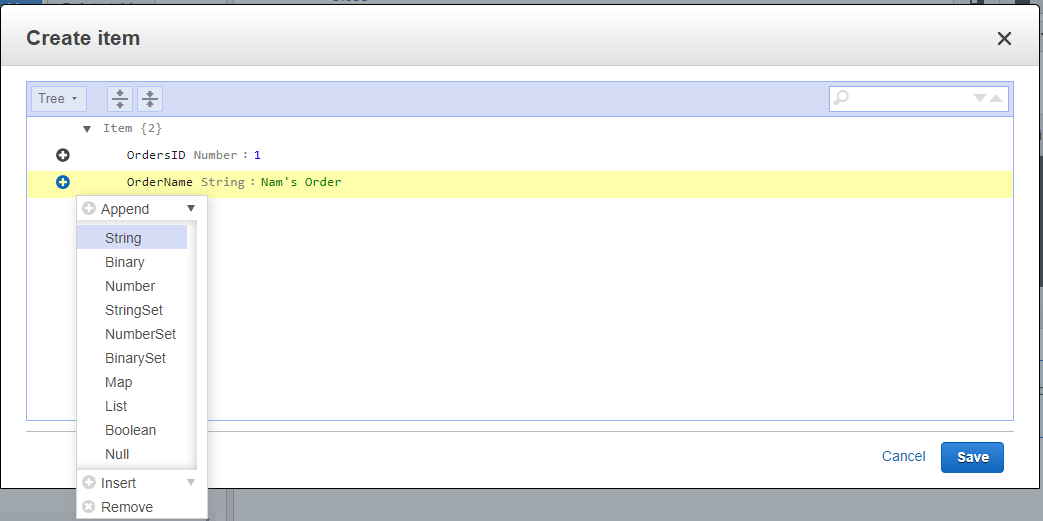 Create item
Tree
Item {2}
OrdersID Number : 1
OrderName String : Nam's Order
Append
String
Binary
Number
StringSet
NumberSet
BinarySet
Map
List
Boolean
Null
Insert
Remove
Cancel
Save